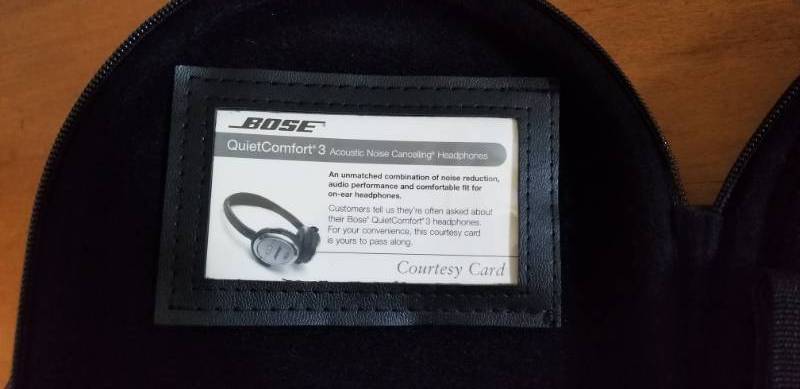 BOSE
QuietComfort® 3 Acoustic Noise Cancelling® Headphones
An unmatched combination of noise reduction,
audio performance and comfortable fit for
on-ear headphones.
Customers tell us they're often asked about
their Bose® QuietComfort® 3 headphones.
For your convenience, this courtesy card
is yours to pass along.
Courtesy Card